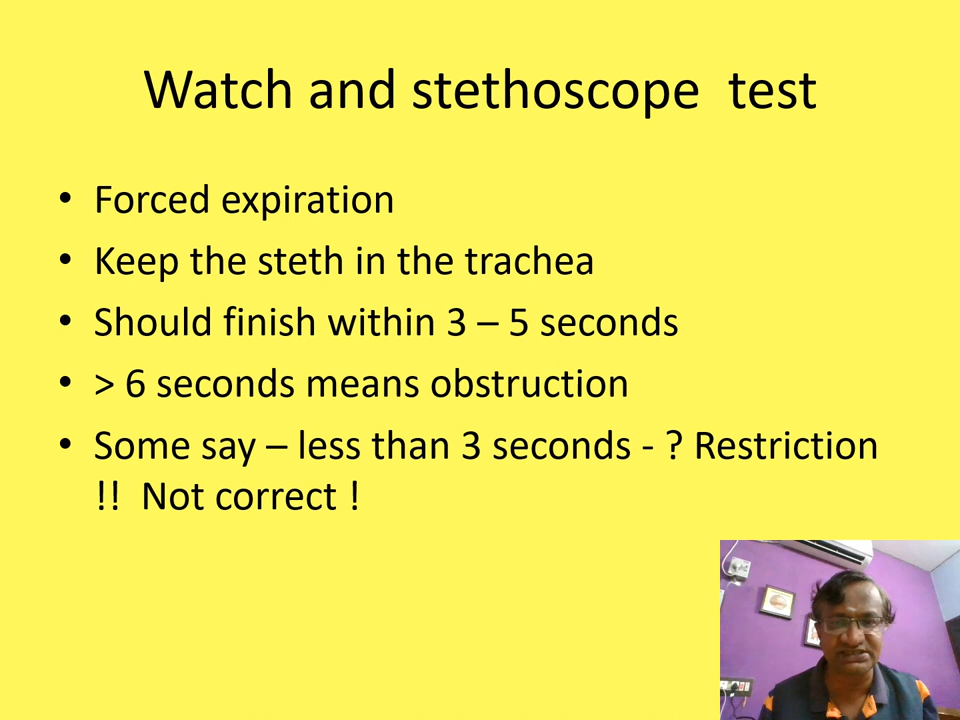 Watch and stethoscope  test
• Forced expiration
• Keep the steth in the trachea
• Should finish within 3 – 5 seconds
• > 6 seconds means obstruction
• Some say – less than 3 seconds - ? Restriction
!!  Not correct !